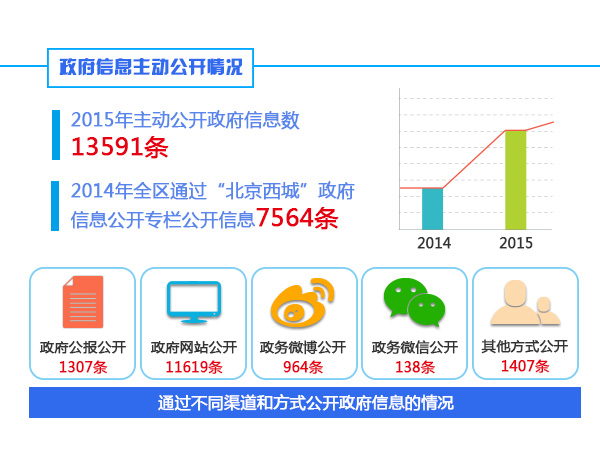 政府信息主动公开情况
2015年主动公开政府信息数
13591条
2014年全区通过“北京西城”政府
信息公开专栏公开信息7564条
2014 2015
政府公报公开 政府网站公开 政务微博公开 政务微信公开 其他方式公开
1307条 11619条 964条 138条 1407条
通过不同渠道和方式公开政府信息的情况